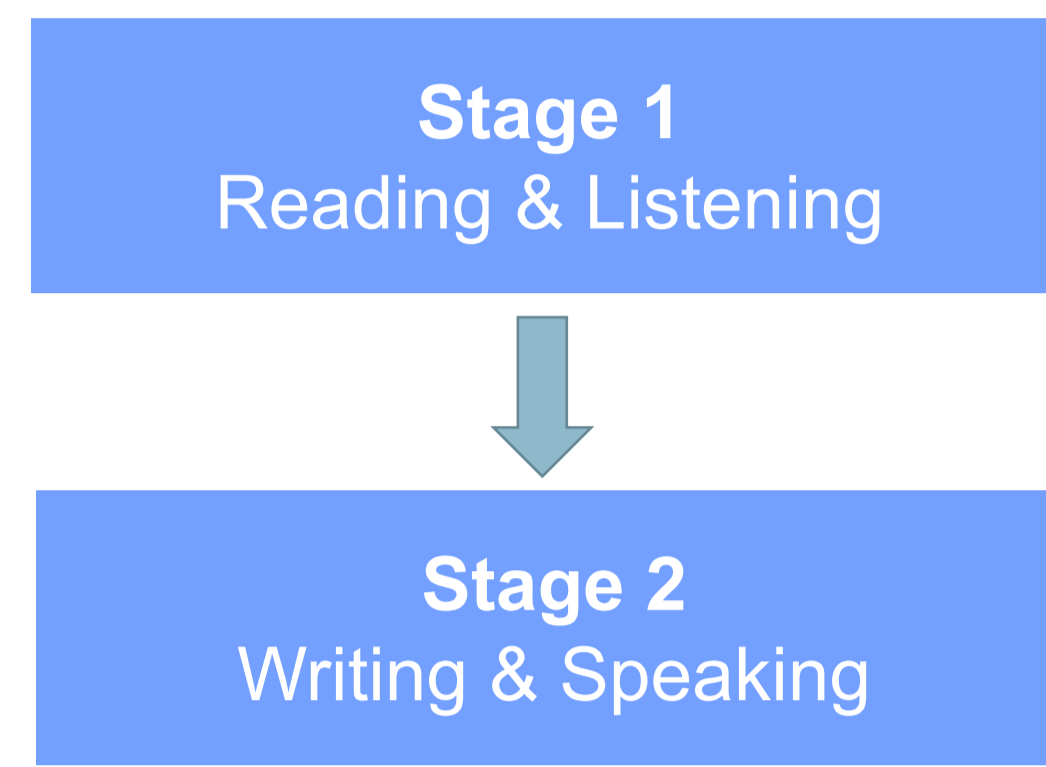 Stage 1
Reading & Listening
Stage 2
Writing & Speaking